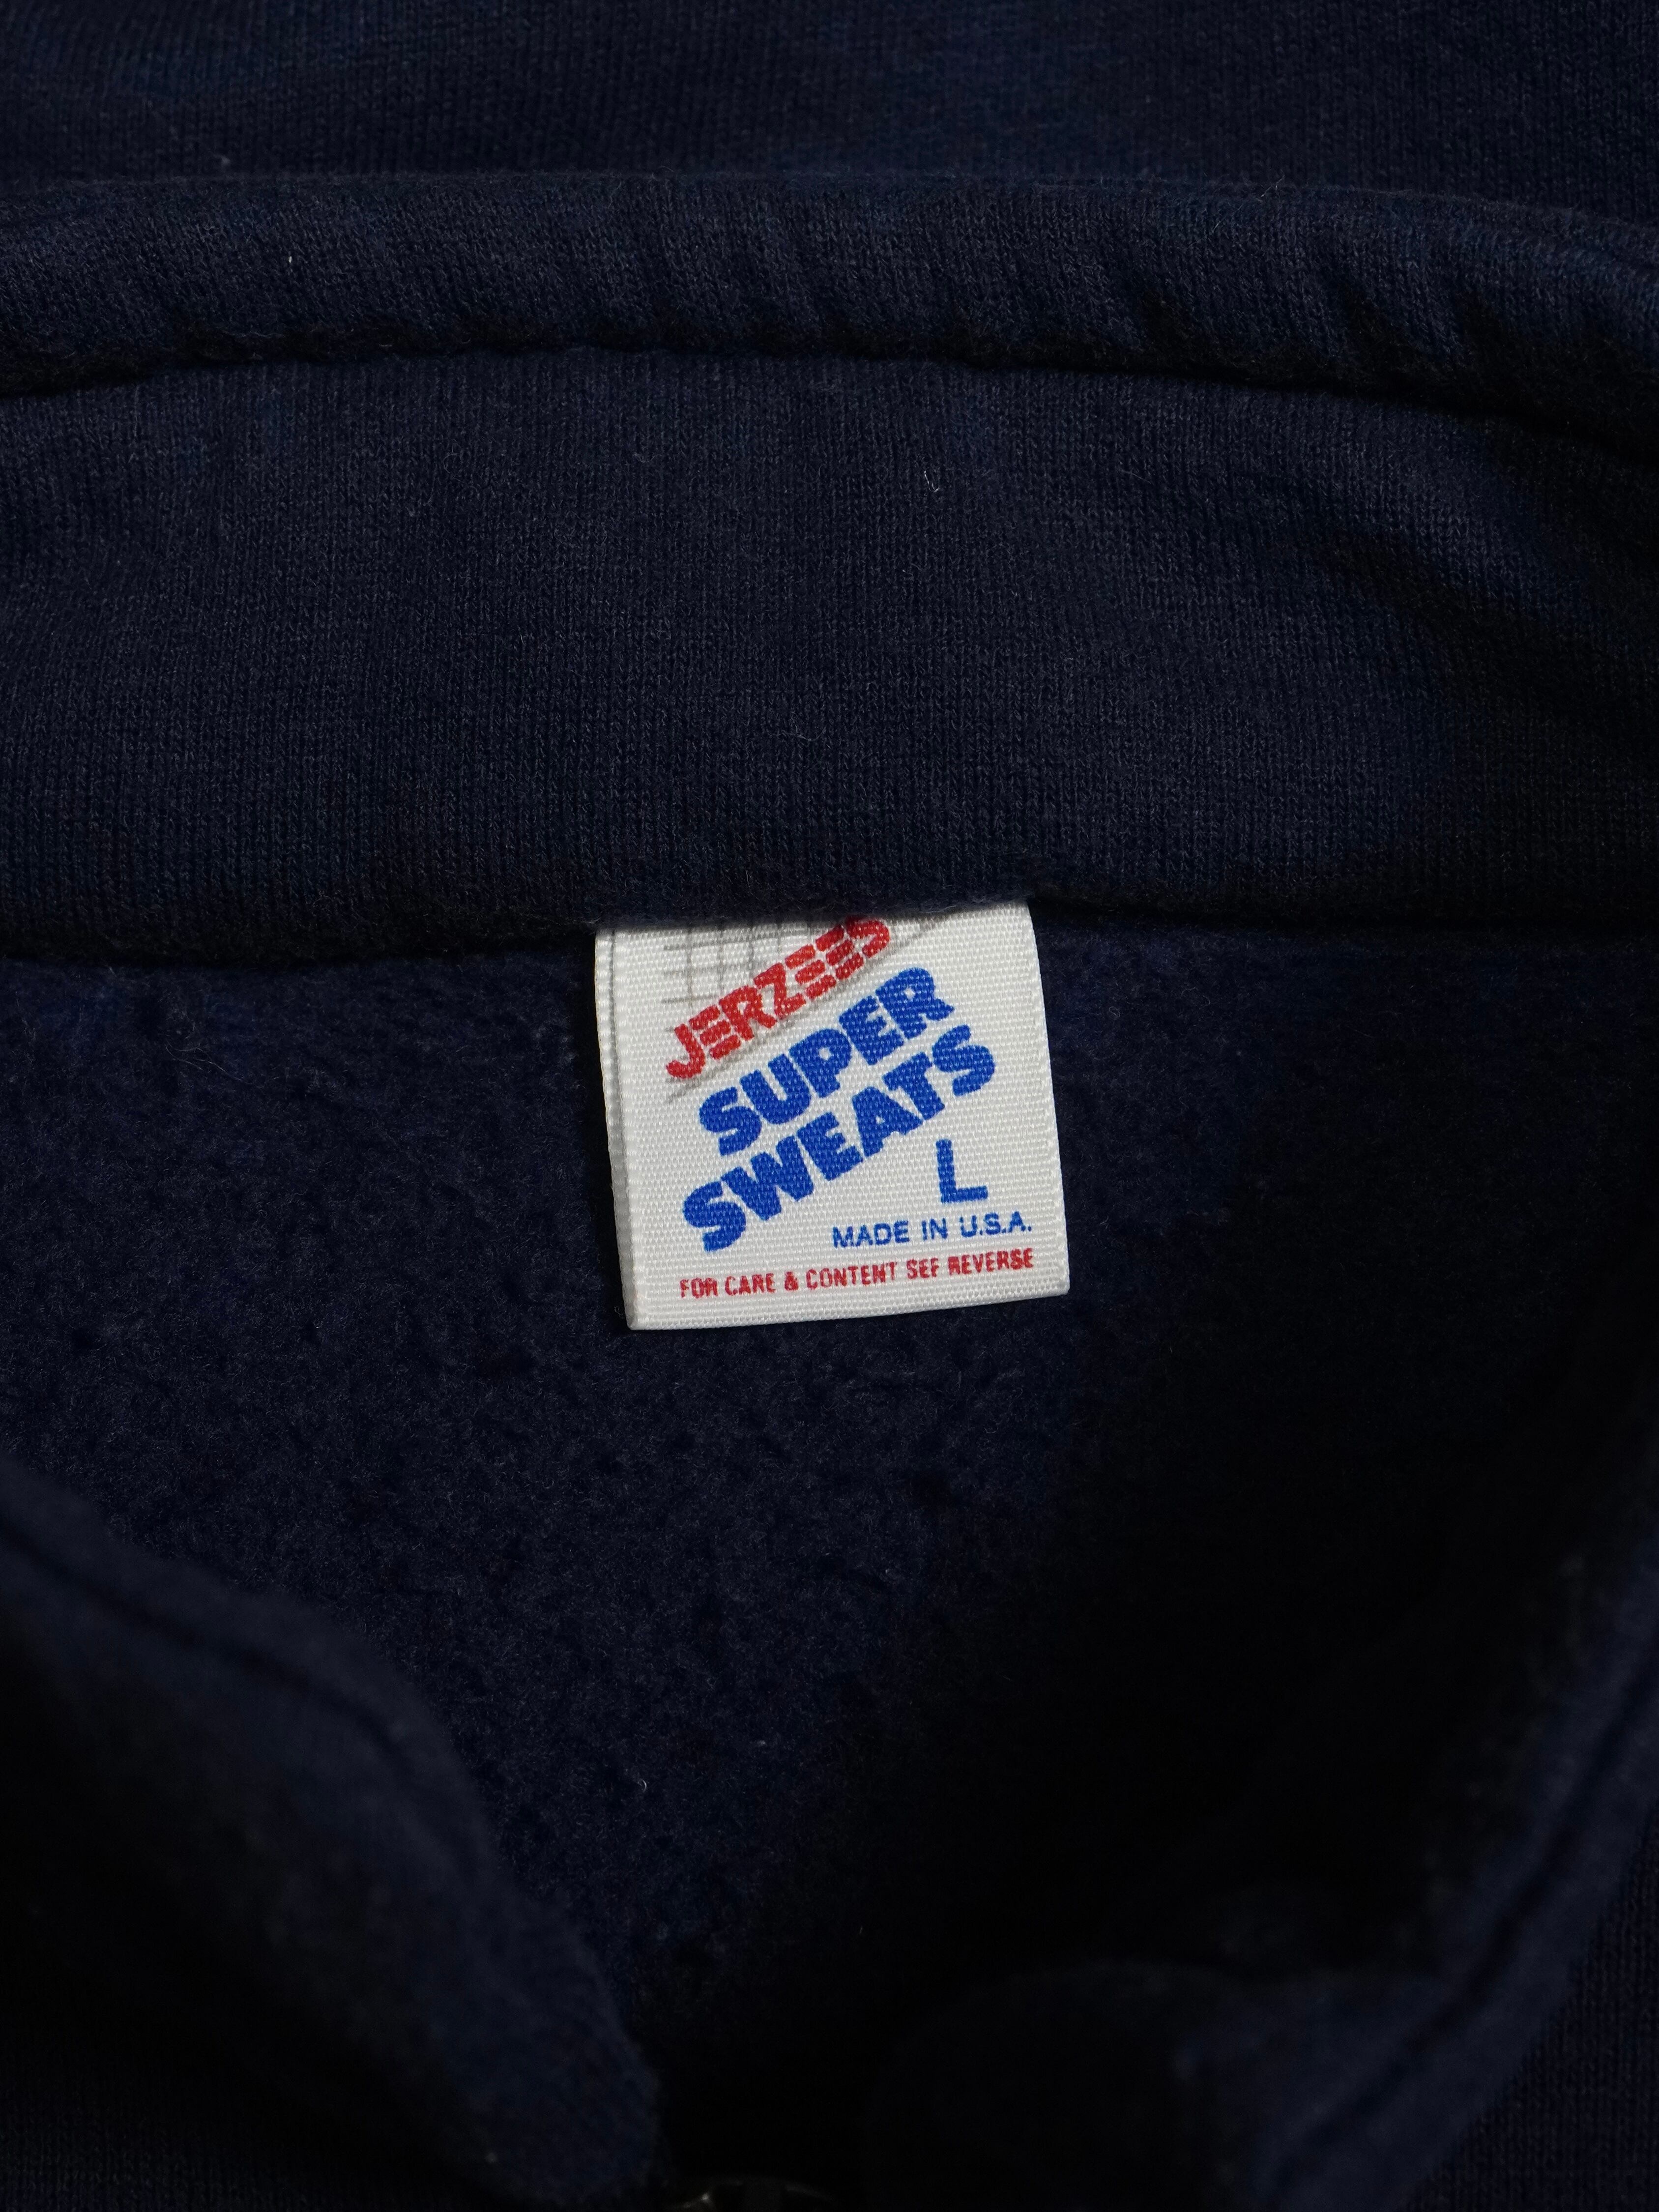 JERZEES
SUPER
SWEATS
L
MADE IN U.S.A.
FOR CARE & CONTENT SEE REVERSE